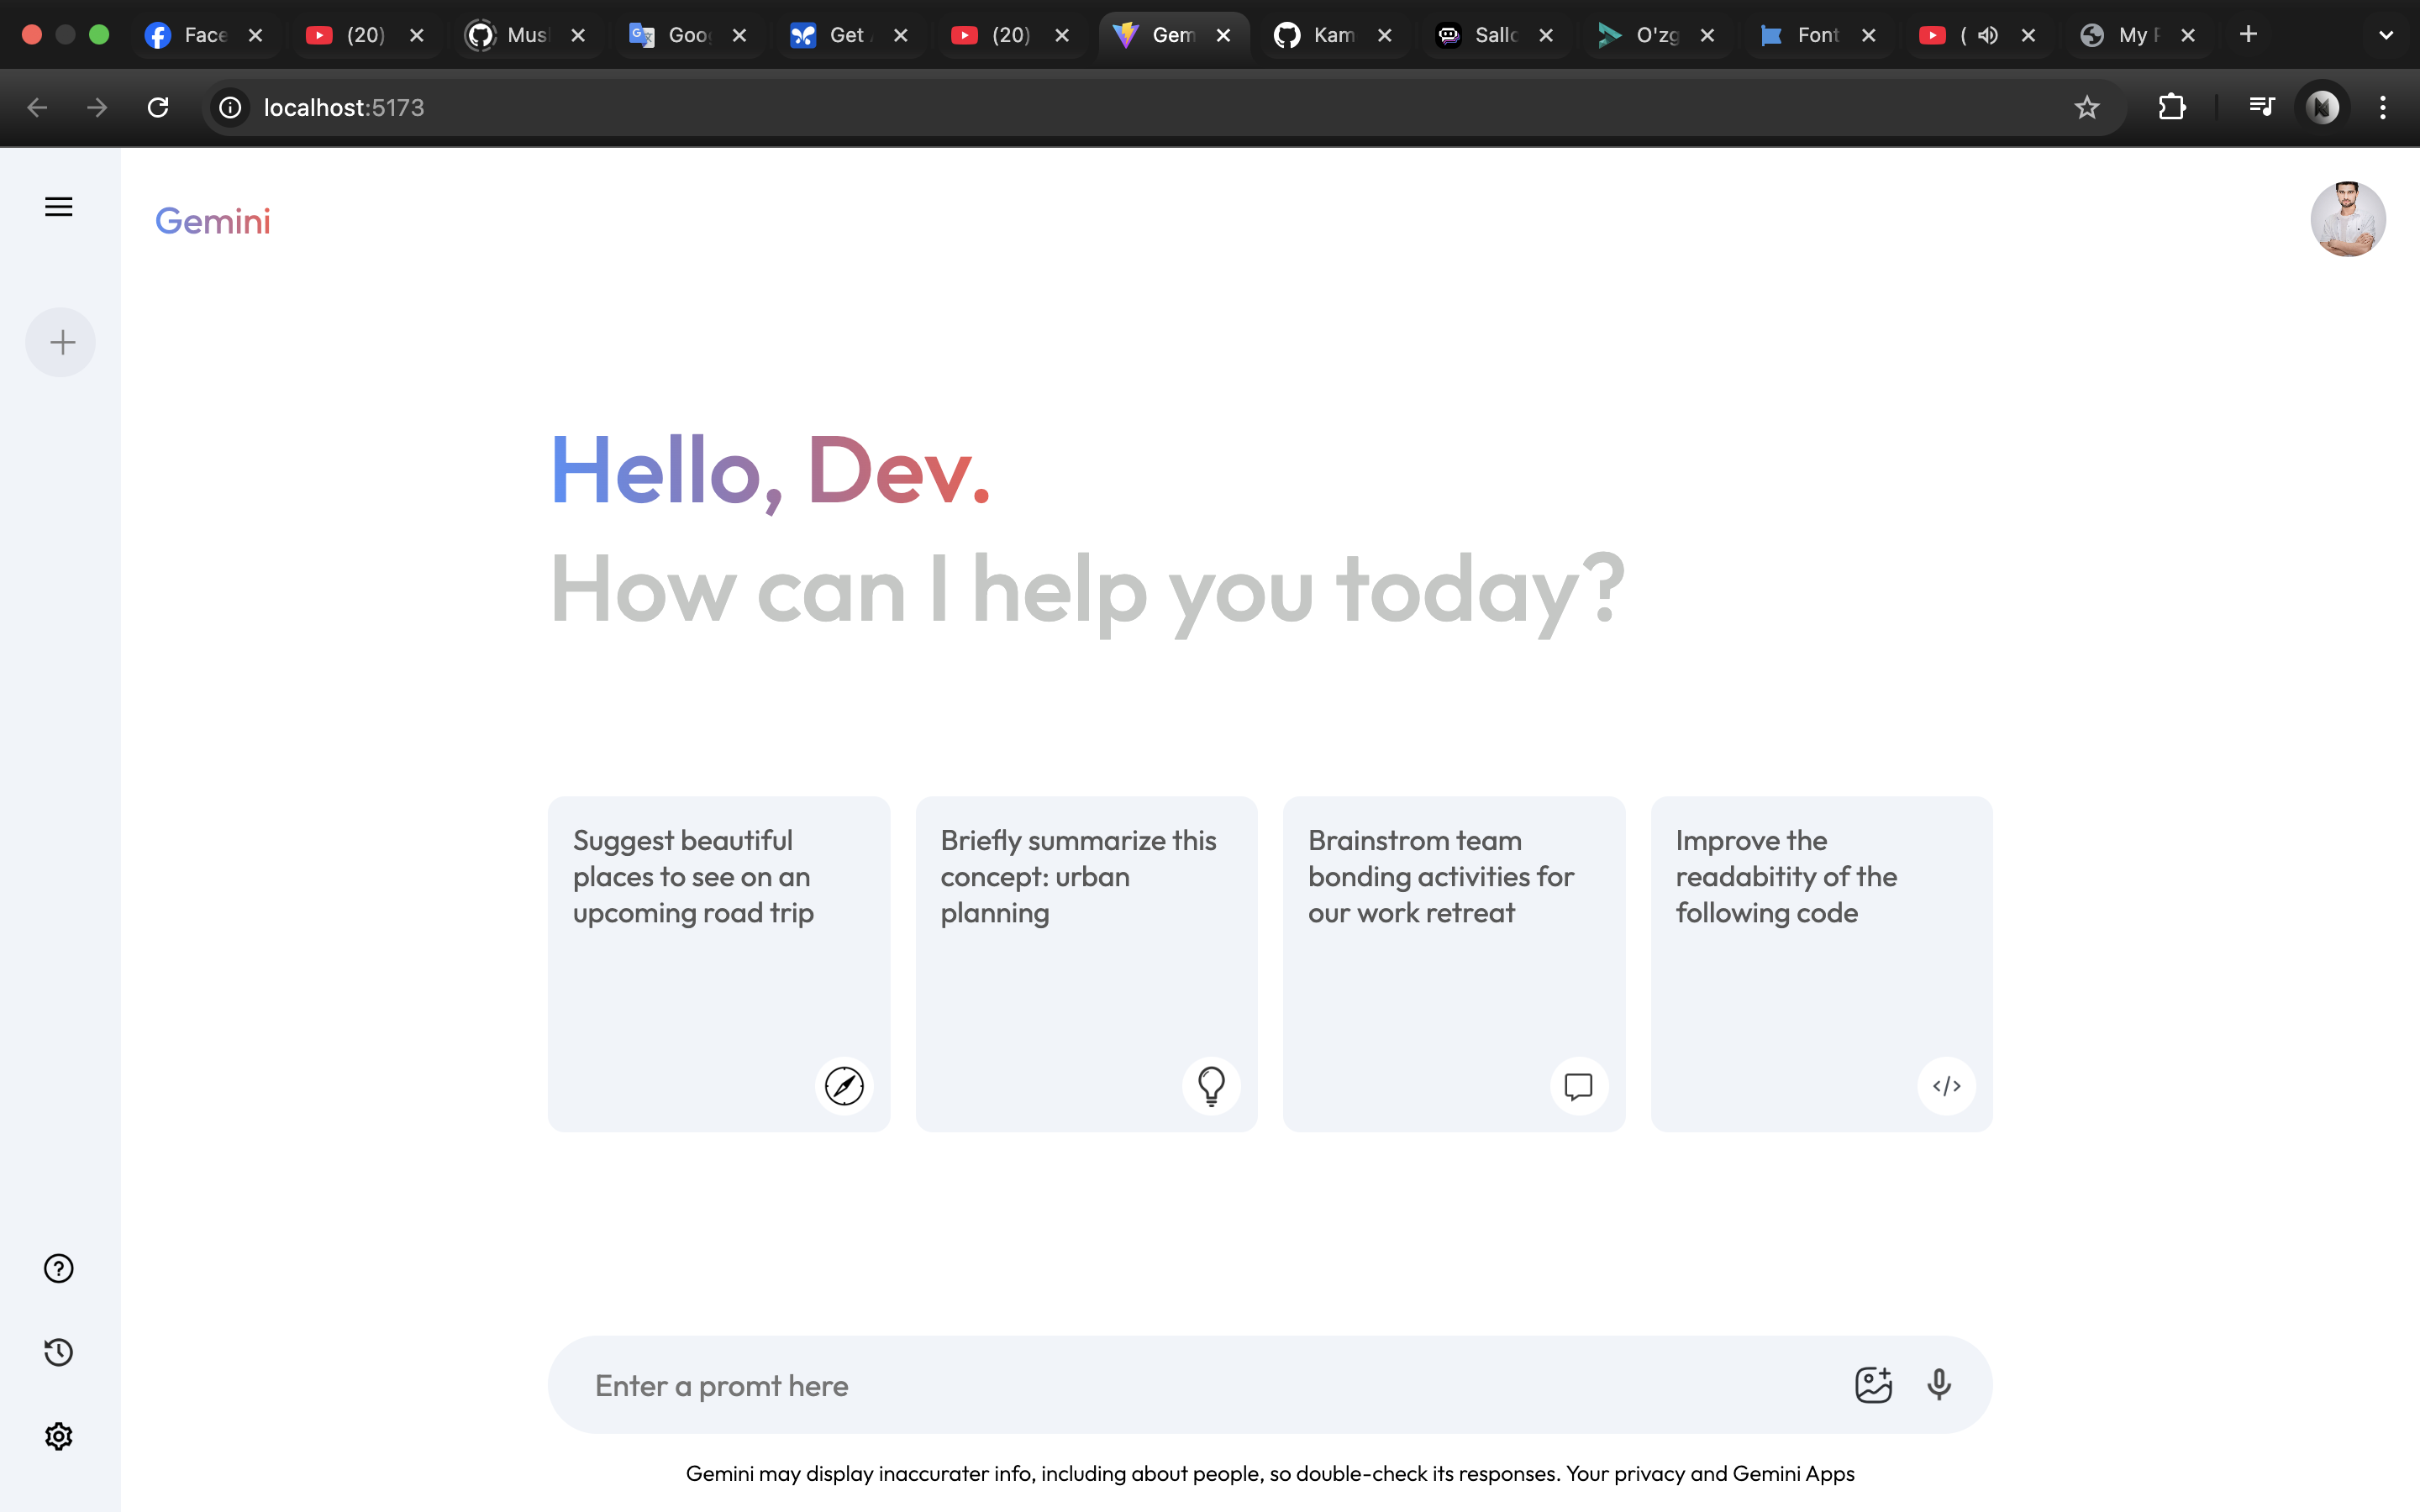 Face
(20)
Mus
Goo
Get
(20)
Gem
Kam
Sall
O'zg
Font
(
My
localhost:5173
Gemini
Hello, Dev.
How can I help you today?
Suggest beautiful
places to see on an
upcoming road trip
Briefly summarize this
concept: urban
planning
Brainstrom team
bonding activities for
our work retreat
Improve the
readabitity of the
following code
</>
Enter a promt here
Gemini may display inaccurater info, including about people, so double-check its responses. Your privacy and Gemini Apps